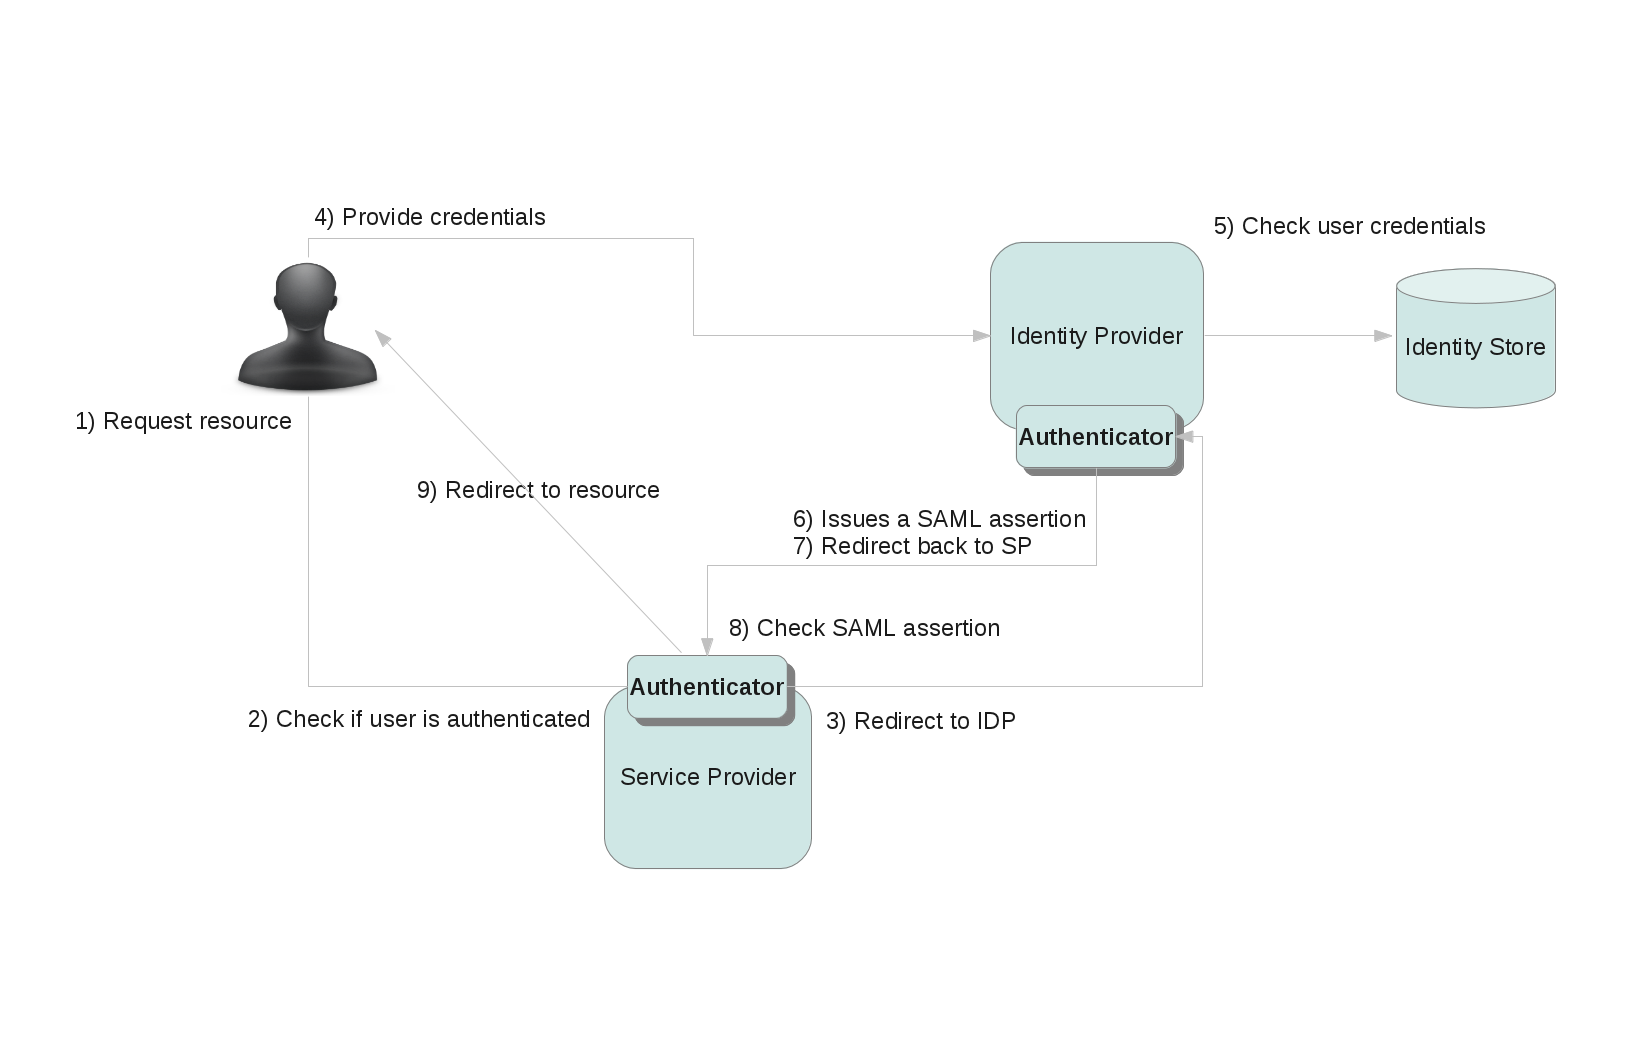 4) Provide credentials
5) Check user credentials
Identity Provider
Identity Store
1) Request resource
Authenticator
9) Redirect to resource
6) Issues a SAML assertion
7) Redirect back to SP
8) Check SAML assertion
Authenticator
2) Check if user is authenticated
3) Redirect to IDP
Service Provider